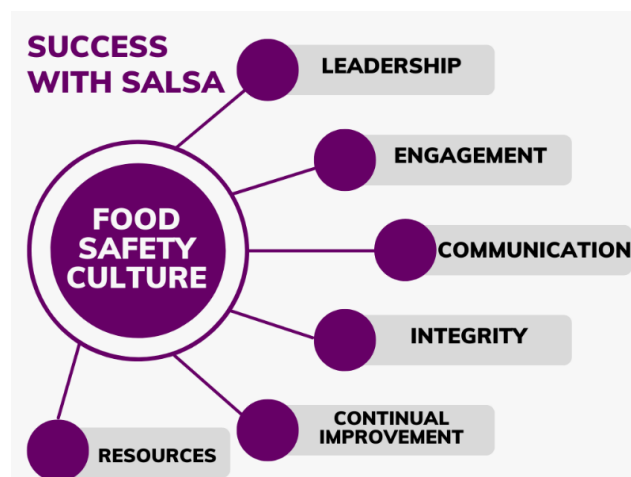 SUCCESS
WITH SALSA
LEADERSHIP
ENGAGEMENT
FOOD
SAFETY
CULTURE
COMMUNICATION
INTEGRITY
CONTINUAL
IMPROVEMENT
RESOURCES